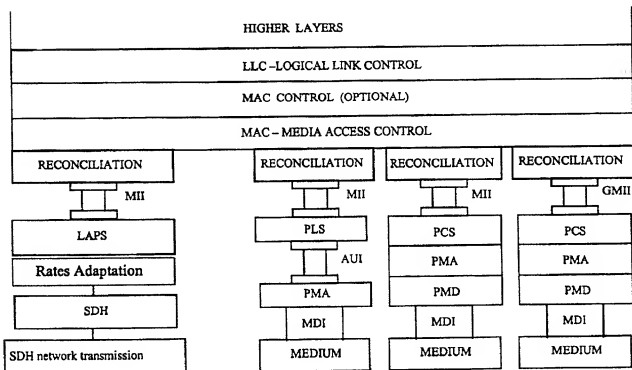 HIGHER LAYERS
LLC –LOGICAL LINK CONTROL
MAC CONTROL (OPTIONAL)
MAC – MEDIA ACCESS CONTROL
RECONCILIATION RECONCILIATION RECONCILIATION RECONCILIATION
MII MII MII GMII
LAPS PLS PCS PCS
AUI
Rates Adaptation PMA PMA
SDH PMA PMD PMD
MDI MDI MDI
SDH network transmission MEDIUM MEDIUM MEDIUM